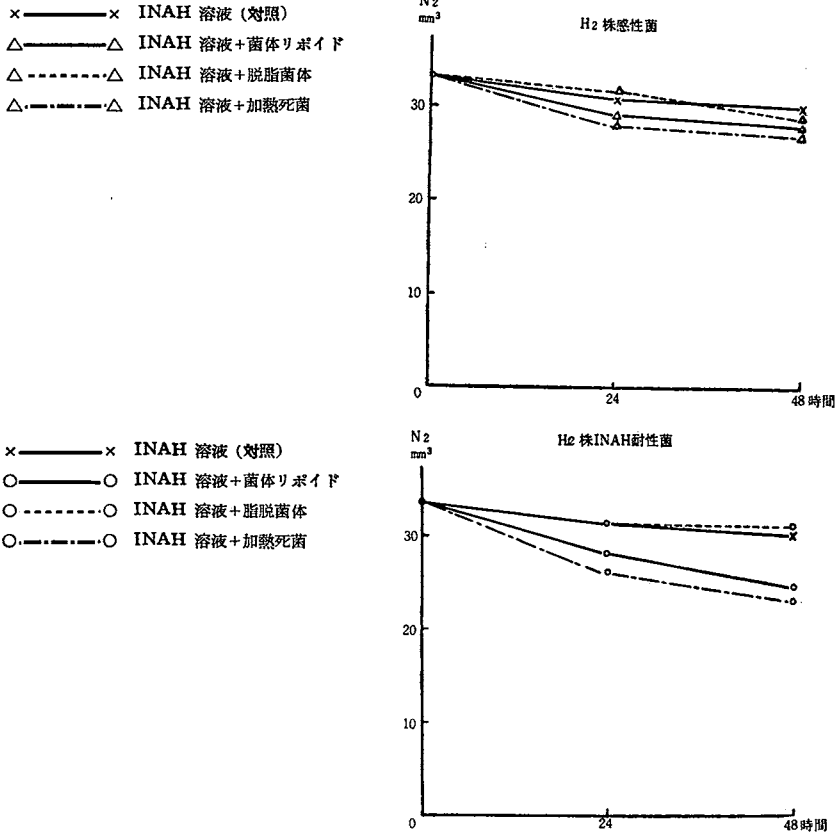 ×———× INAH 溶液 (対照)
△———△ INAH 溶液+菌体リポイド
△------△ INAH 溶液+脱脂菌体
△—・—△ INAH 溶液+加熱死菌
N2
mm³
H2 株感性菌
30
20
10
0
24
48 時間
×———× INAH 溶液 (対照)
○———○ INAH 溶液+菌体リポイド
○------○ INAH 溶液+脂脱菌体
○—・—○ INAH 溶液+加熱死菌
N2
mm³
H2 株INAH耐性菌
30
20
10
0
24
48 時間